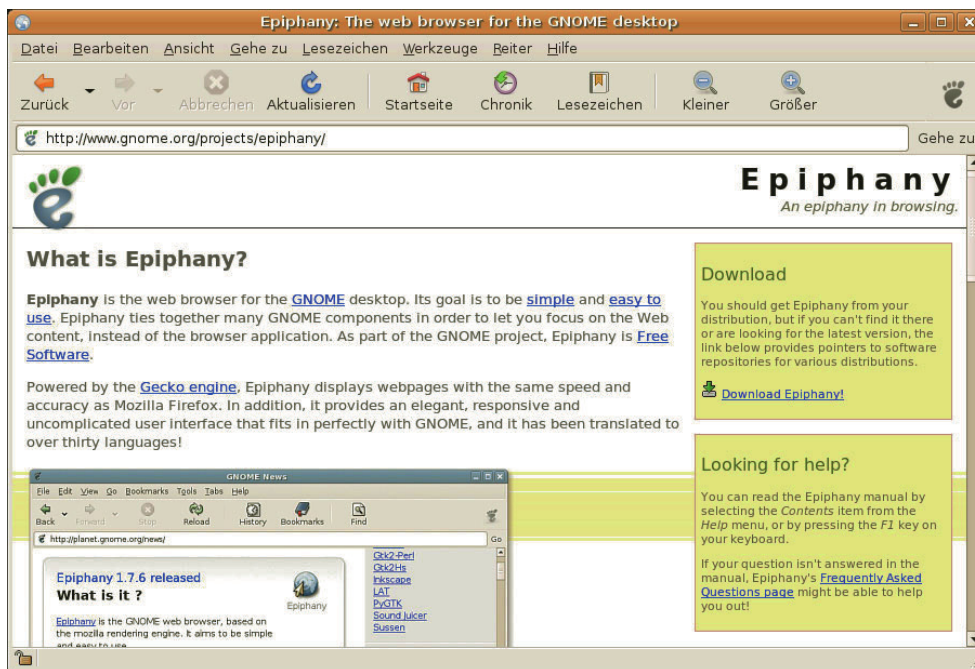 Epiphany: The web browser for the GNOME desktop
Datei Bearbeiten Ansicht Gehe zu Lesezeichen Werkzeuge Reiter Hilfe
Zurück Vor Abbrechen Aktualisieren Startseite Chronik Lesezeichen Kleiner Größer
http://www.gnome.org/projects/epiphany/ Gehe zu
Epiphany
An epiphany in browsing.
What is Epiphany?
Epiphany is the web browser for the GNOME desktop. Its goal is to be simple and easy to
use. Epiphany ties together many GNOME components in order to let you focus on the Web
content, instead of the browser application. As part of the GNOME project, Epiphany is Free
Software.
Powered by the Gecko engine, Epiphany displays webpages with the same speed and
accuracy as Mozilla Firefox. In addition, it provides an elegant, responsive and
uncomplicated user interface that fits in perfectly with GNOME, and it has been translated to
over thirty languages!
Download
You should get Epiphany from your
distribution, but if you can't find it there
or are looking for the latest version, the
link below provides pointers to software
repositories for various distributions.
Download Epiphany!
Looking for help?
You can read the Epiphany manual by
selecting the Contents item from the
Help menu, or by pressing the F1 key on
your keyboard.
If your question isn't answered in the
manual, Epiphany's Frequently Asked
Questions page might be able to help
you out!
GNOME News
File Edit View Go Bookmarks Tools Tabs Help
Back Forward Stop Reload History Bookmarks Find
http://planet.gnome.org/news/ Go
Epiphany 1.7.6 released
What is it ?
Epiphany
Epiphany is the GNOME web browser, based on
the mozilla rendering engine. It aims to be simple
and easy to use.
Gtk2-Perl
Gtk2Hs
Inkscape
LAT
PyGTK
Sound Juicer
Sussen